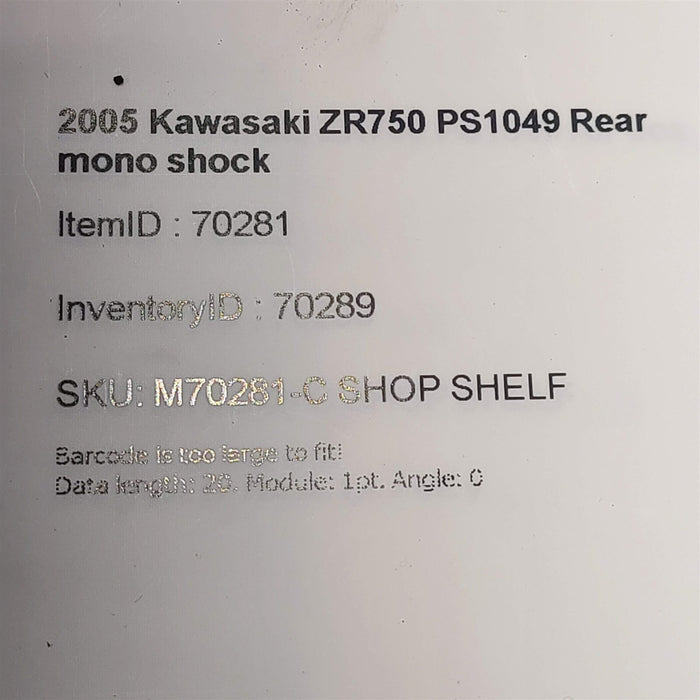 2005 Kawasaki ZR750 PS1049 Rear
mono shock
ItemID : 70281
InventoryID : 70289
SKU: M70281-C SHOP SHELF
Barcode is too large to fit!
Data length: 20. Module: 1pt. Angle: 0